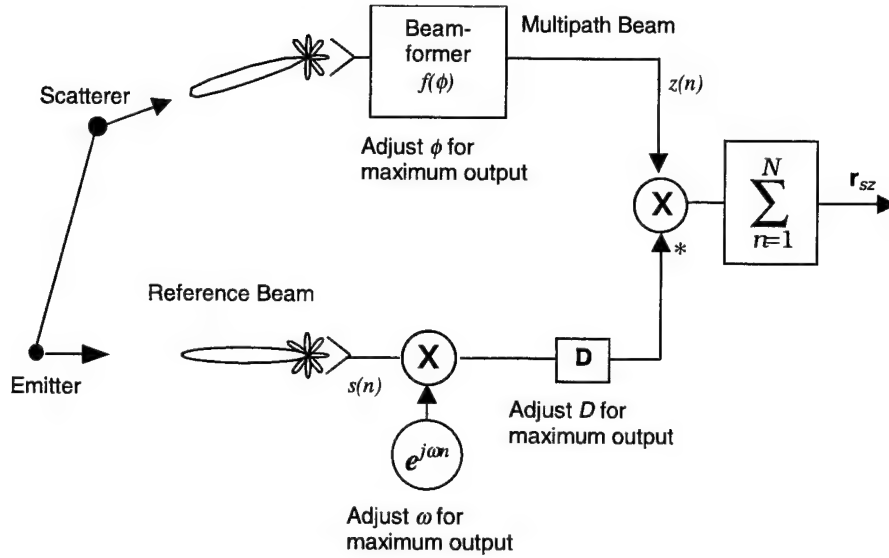 Beam-
former
f(ϕ)
Multipath Beam
Scatterer
z(n)
Adjust ϕ for
maximum output
X
N
∑
n=1
r_sz
*
Reference Beam
Emitter
s(n)
X
D
Adjust D for
maximum output
e^{jωn}
Adjust ω for
maximum output